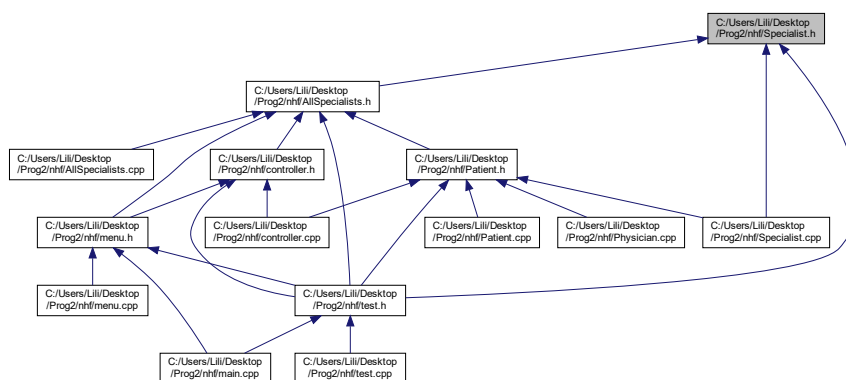 C:/Users/Lili/Desktop
/Prog2/nhf/Specialist.h
C:/Users/Lili/Desktop
/Prog2/nhf/AllSpecialists.h
C:/Users/Lili/Desktop
/Prog2/nhf/AllSpecialists.cpp
C:/Users/Lili/Desktop
/Prog2/nhf/controller.h
C:/Users/Lili/Desktop
/Prog2/nhf/Patient.h
C:/Users/Lili/Desktop
/Prog2/nhf/menu.h
C:/Users/Lili/Desktop
/Prog2/nhf/controller.cpp
C:/Users/Lili/Desktop
/Prog2/nhf/Patient.cpp
C:/Users/Lili/Desktop
/Prog2/nhf/Physician.cpp
C:/Users/Lili/Desktop
/Prog2/nhf/Specialist.cpp
C:/Users/Lili/Desktop
/Prog2/nhf/menu.cpp
C:/Users/Lili/Desktop
/Prog2/nhf/test.h
C:/Users/Lili/Desktop
/Prog2/nhf/main.cpp
C:/Users/Lili/Desktop
/Prog2/nhf/test.cpp